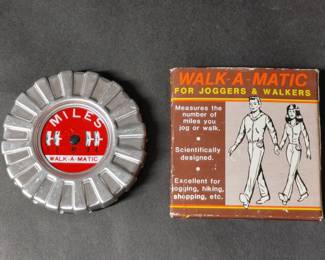 MILES
WALK-A-MATIC
WALK-A-MATIC
FOR JOGGERS & WALKERS
Measures the
number of
miles you
jog or walk.
Scientifically
designed.
Excellent for
jogging, hiking,
shopping, etc.